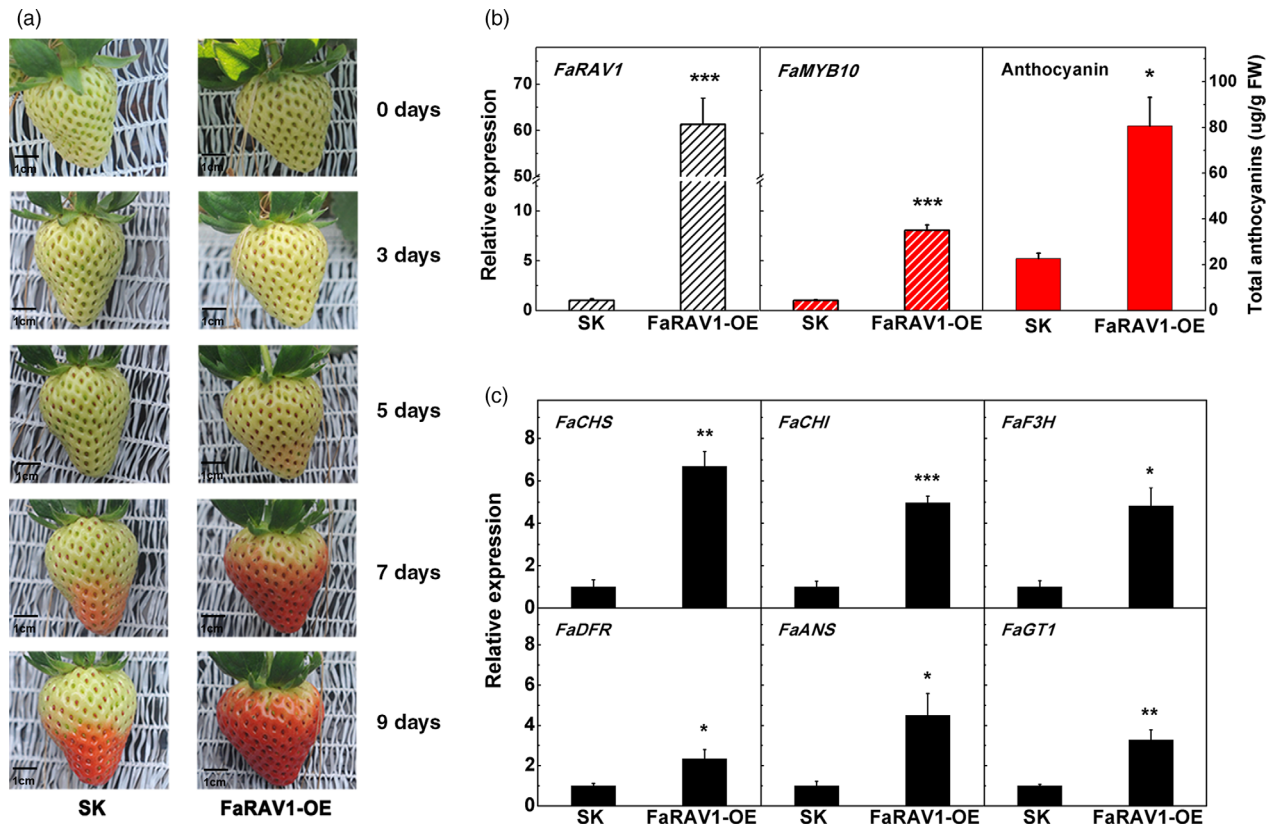 (a)
1cm
1cm
0 days
1cm
1cm
3 days
1cm
1cm
5 days
1cm
1cm
7 days
1cm
1cm
9 days
SK FaRAV1-OE
(b)
Relative expression
70
60
50
10
5
0
FaRAV1
***
SK FaRAV1-OE
FaMYB10
***
SK FaRAV1-OE
Anthocyanin
*
SK FaRAV1-OE
100
80
60
40
20
0
Total anthocyanins (ug/g FW)
(c)
Relative expression
8
6
4
2
0
FaCHS
**
FaCHI
***
FaF3H
*
Relative expression
8
6
4
2
0
FaDFR
*
SK FaRAV1-OE
FaANS
*
SK FaRAV1-OE
FaGT1
**
SK FaRAV1-OE